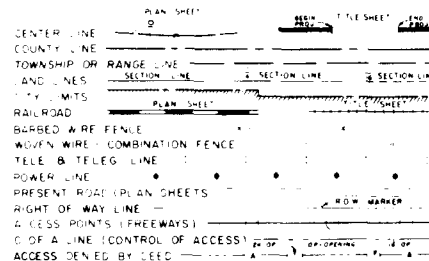 PLAN SHEET TITLE SHEET
BEGIN PROJ. END PROJ.
CENTER LINE
COUNTY LINE
TOWNSHIP OR RANGE LINE
LAND LINES SECTION LINE SECTION LINE SECTION LINE
CITY LIMITS
PLAN SHEET TITLE SHEET
RAILROAD
BARBED WIRE FENCE
WOVEN WIRE - COMBINATION FENCE
TELE & TELEG LINE
POWER LINE
PRESENT ROAD (PLAN SHEETS
RIGHT OF WAY LINE R.O.W. MARKER
ACCESS POINTS (FREEWAYS)
C OF A LINE (CONTROL OF ACCESS) OPENING OP
ACCESS DENIED BY DEED A P A